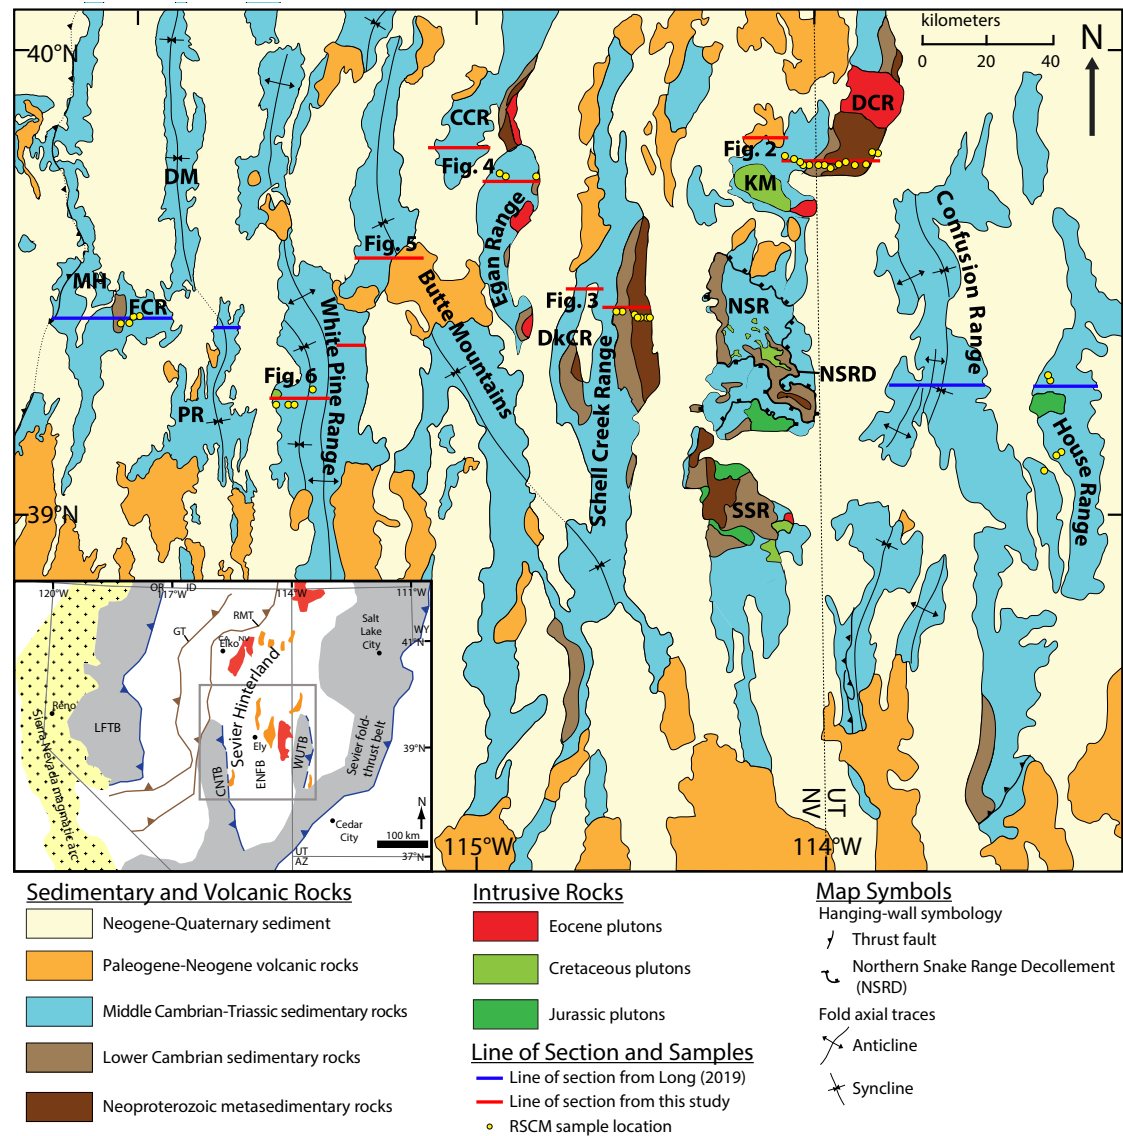 kilometers
0 20 40
N
40°N
39°N
115°W
114°W
NV
UT
DCR
CCR
Fig. 4
Fig. 2
KM
DM
Egan Range
Fig. 5
Confusion Range
MH
FCR
White Pine Range
Butte Mountains
Fig. 3
DkCR
NSR
NSRD
Fig. 6
PR
Schell Creek Range
House Range
SSR
120°W
OR
ID
117°W
114°W
111°W
RMT
GT
CA
NV
Elko
Salt
Lake
City
WY
41°N
Sevier Hinterland
Reno
Sierra Nevada magmatic arc
LFTB
Ely
CNTB
ENFB
WUTB
Sevier fold-
thrust belt
39°N
N
Cedar
City
100 km
UT
AZ
37°N
Sedimentary and Volcanic Rocks
Neogene-Quaternary sediment
Paleogene-Neogene volcanic rocks
Middle Cambrian-Triassic sedimentary rocks
Lower Cambrian sedimentary rocks
Neoproterozoic metasedimentary rocks
Intrusive Rocks
Eocene plutons
Cretaceous plutons
Jurassic plutons
Line of Section and Samples
Line of section from Long (2019)
Line of section from this study
RSCM sample location
Map Symbols
Hanging-wall symbology
Thrust fault
Northern Snake Range Decollement
(NSRD)
Fold axial traces
Anticline
Syncline